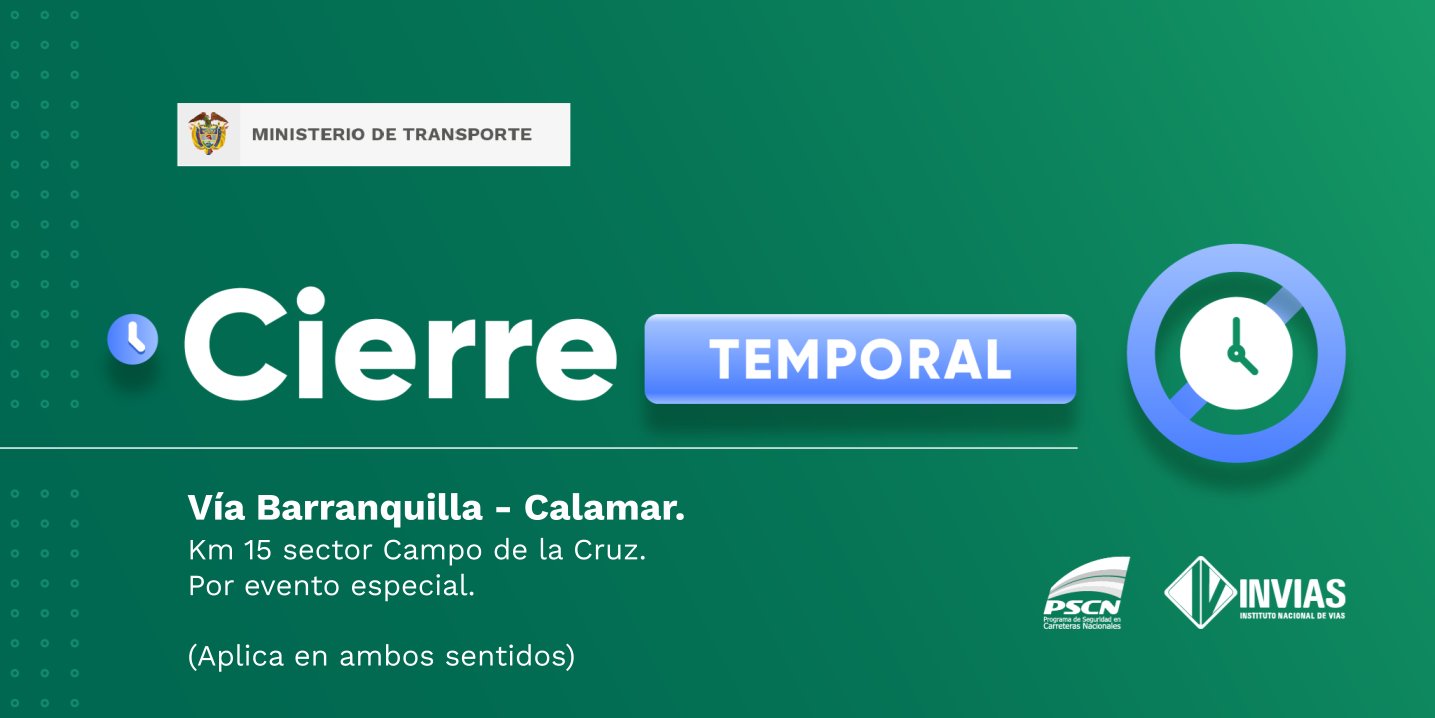 MINISTERIO DE TRANSPORTE
Cierre TEMPORAL
Vía Barranquilla - Calamar.
Km 15 sector Campo de la Cruz.
Por evento especial.
(Aplica en ambos sentidos)
PSCN
Programa de Seguridad en
Carreteras Nacionales
INVIAS
INSTITUTO NACIONAL DE VIAS